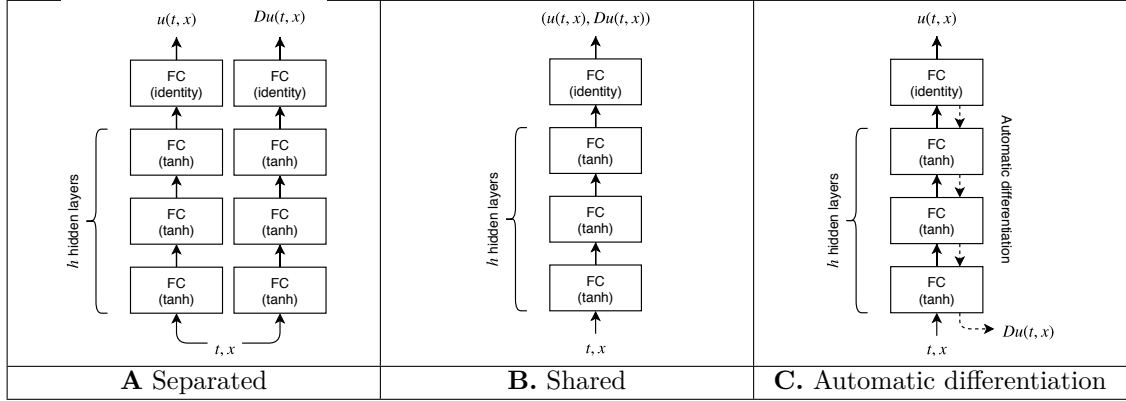 u(t, x)
Du(t, x)
FC
(identity)
FC
(identity)
FC
(tanh)
FC
(tanh)
FC
(tanh)
FC
(tanh)
FC
(tanh)
FC
(tanh)
h hidden layers
t, x
A Separated
(u(t, x), Du(t, x))
FC
(identity)
FC
(tanh)
FC
(tanh)
FC
(tanh)
h hidden layers
t, x
B. Shared
u(t, x)
FC
(identity)
FC
(tanh)
FC
(tanh)
FC
(tanh)
h hidden layers
Automatic differentiation
Du(t, x)
t, x
C. Automatic differentiation